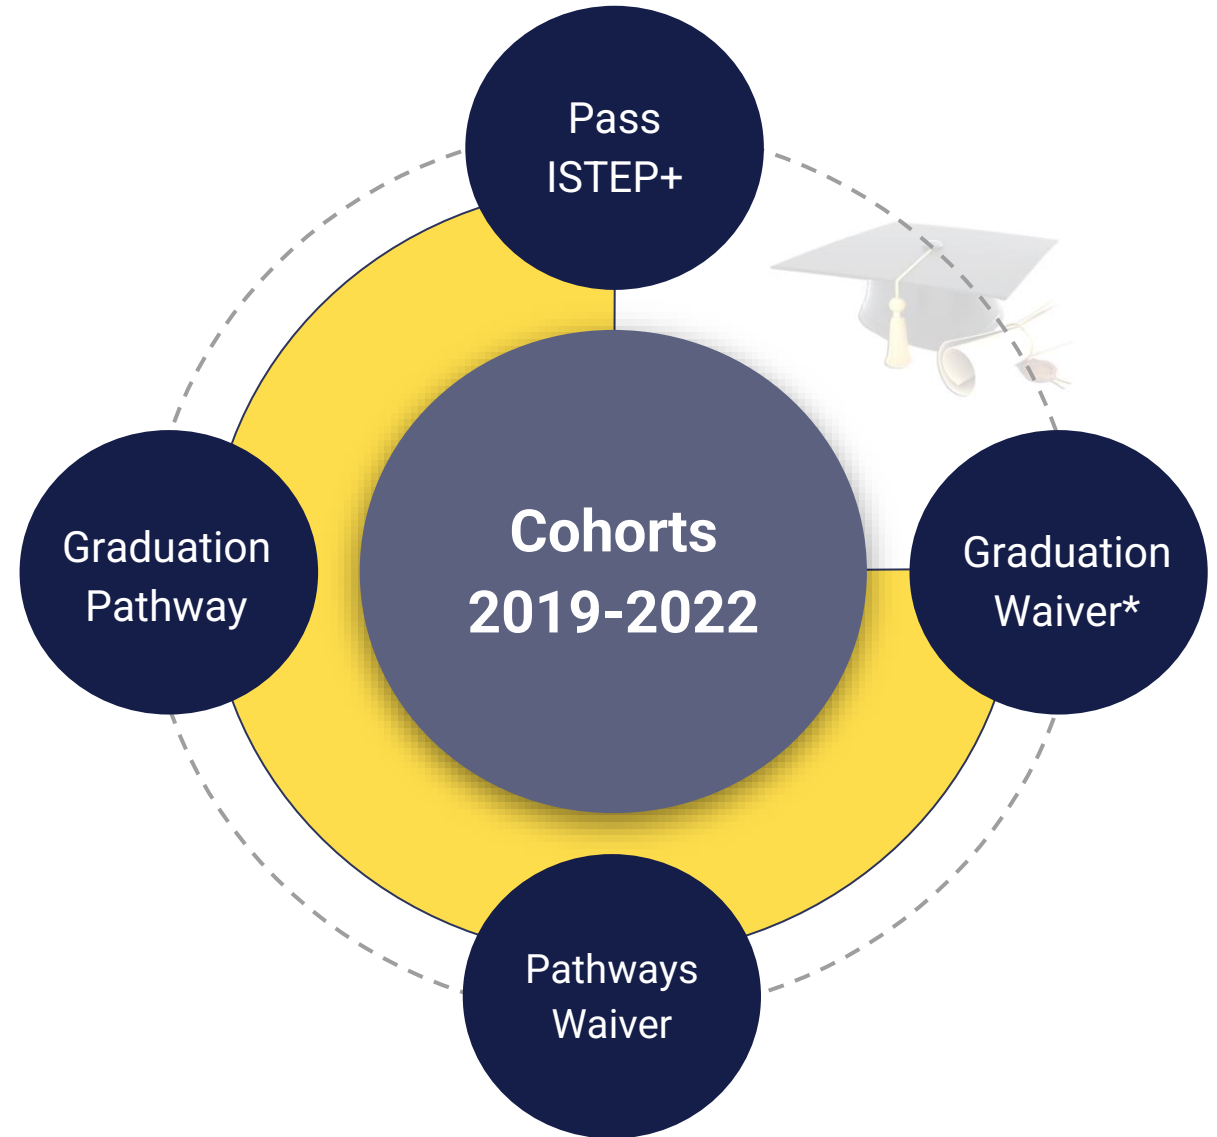 Pass
ISTEP+
Graduation
Pathway
Cohorts
2019-2022
Graduation
Waiver*
Pathways
Waiver